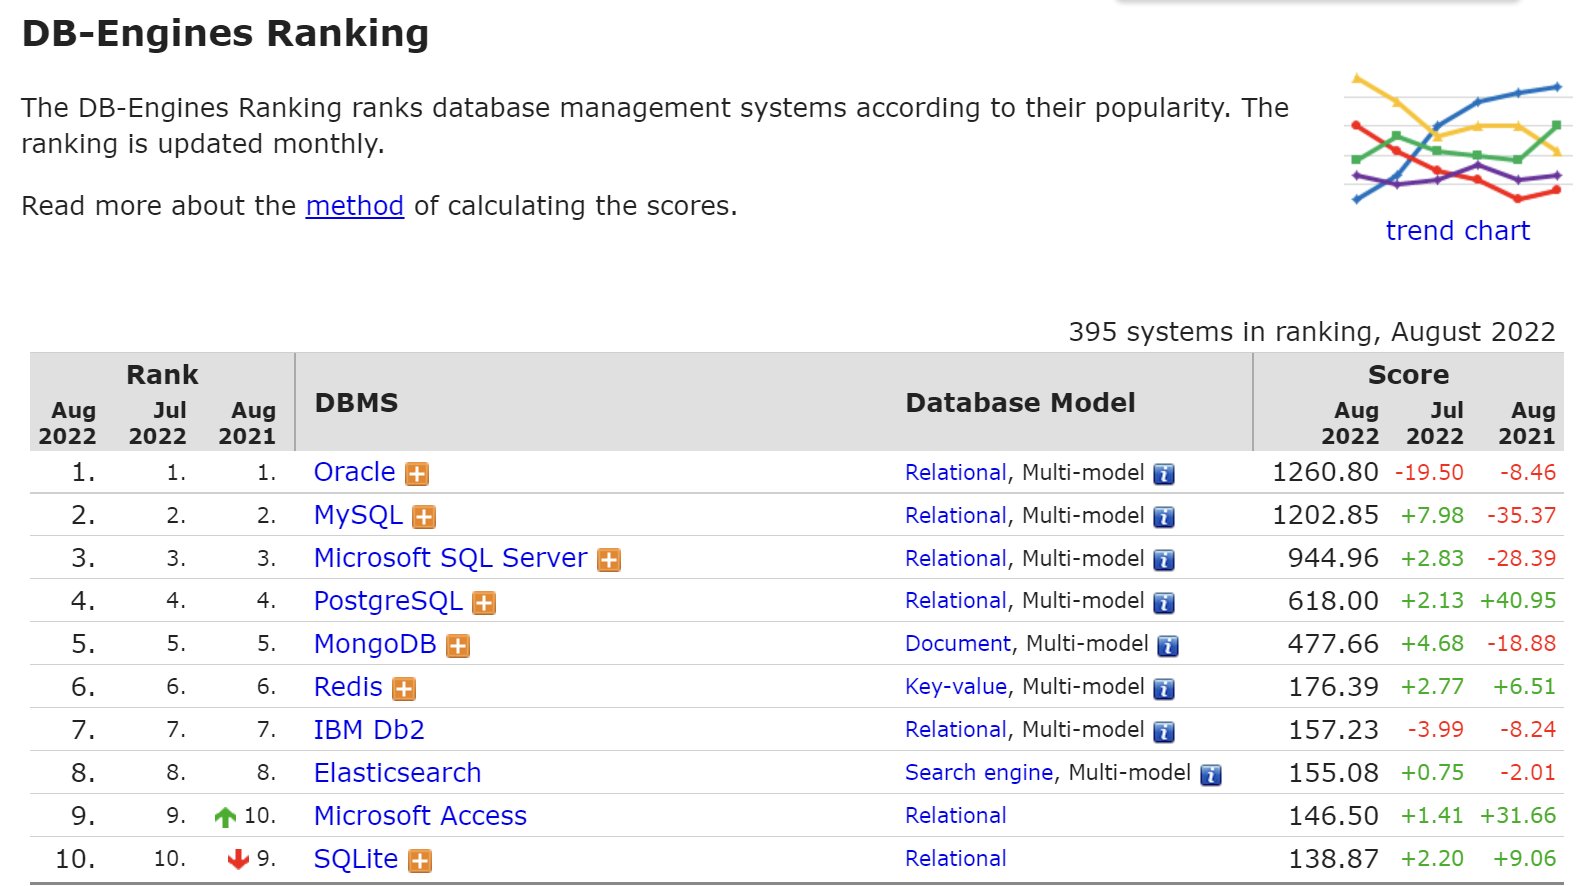 DB-Engines Ranking
The DB-Engines Ranking ranks database management systems according to their popularity. The
ranking is updated monthly.
Read more about the method of calculating the scores.
trend chart
395 systems in ranking, August 2022
Rank DBMS Database Model Score
Aug Jul Aug Aug Jul Aug
2022 2022 2021 2022 2022 2021
1. 1. 1. Oracle Relational, Multi-model i 1260.80 -19.50 -8.46
2. 2. 2. MySQL Relational, Multi-model i 1202.85 +7.98 -35.37
3. 3. 3. Microsoft SQL Server Relational, Multi-model i 944.96 +2.83 -28.39
4. 4. 4. PostgreSQL Relational, Multi-model i 618.00 +2.13 +40.95
5. 5. 5. MongoDB Document, Multi-model i 477.66 +4.68 -18.88
6. 6. 6. Redis Key-value, Multi-model i 176.39 +2.77 +6.51
7. 7. 7. IBM Db2 Relational, Multi-model i 157.23 -3.99 -8.24
8. 8. 8. Elasticsearch Search engine, Multi-model i 155.08 +0.75 -2.01
9. 9. 10. Microsoft Access Relational 146.50 +1.41 +31.66
10. 10. 9. SQLite Relational 138.87 +2.20 +9.06